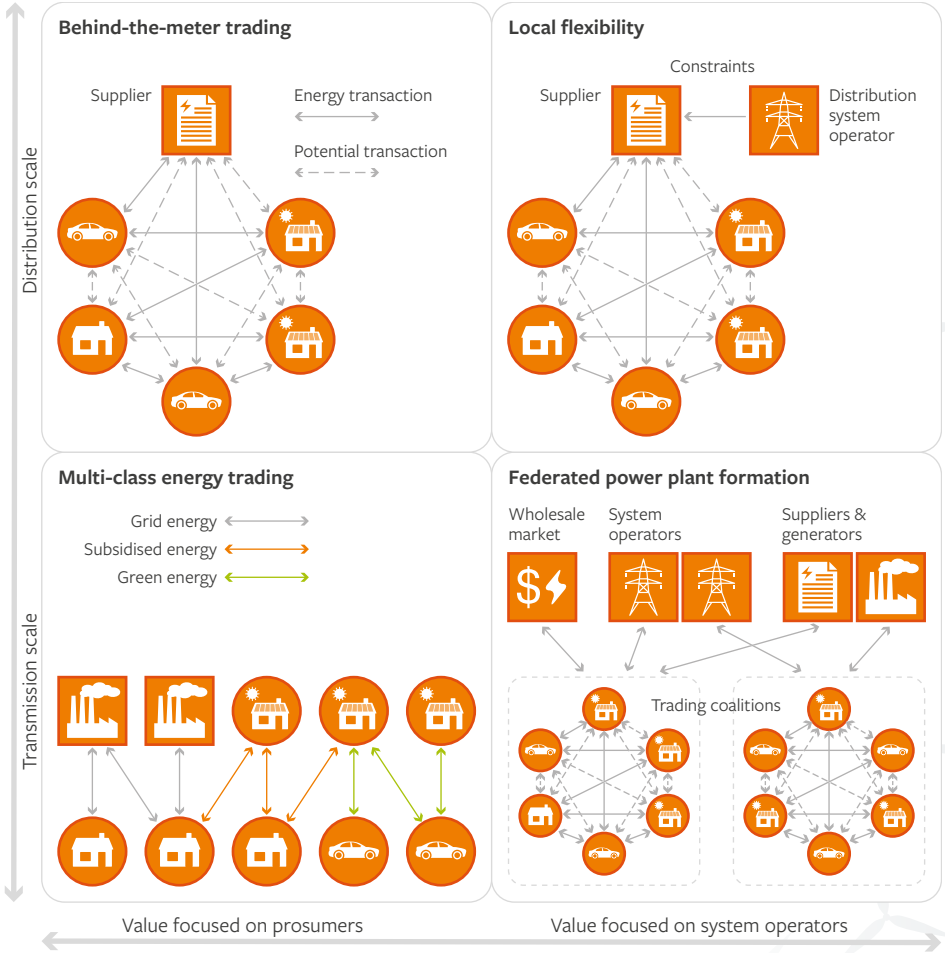 Behind-the-meter trading
Supplier
Energy transaction
Potential transaction
Local flexibility
Constraints
Supplier
Distribution
system
operator
Distribution scale
Multi-class energy trading
Grid energy
Subsidised energy
Green energy
Federated power plant formation
Wholesale
market
System
operators
Suppliers &
generators
$
Trading coalitions
Transmission scale
Value focused on prosumers
Value focused on system operators